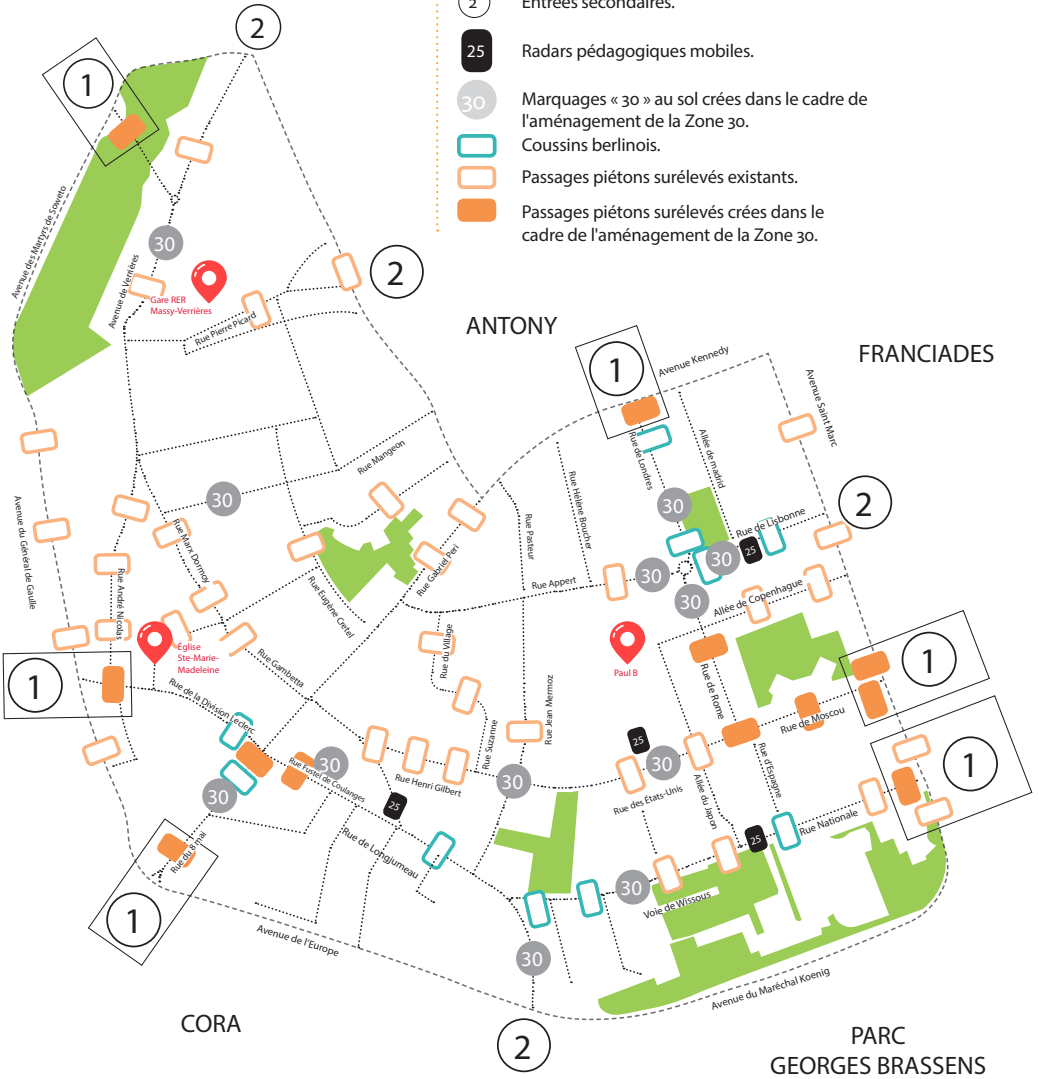 2
Entrées secondaires.
25
Radars pédagogiques mobiles.
30
Marquages « 30 » au sol crées dans le cadre de
l'aménagement de la Zone 30.
Coussins berlinois.
Passages piétons surélevés existants.
Passages piétons surélevés crées dans le
cadre de l'aménagement de la Zone 30.
2
1
Avenue des Martyrs de Soweto
30
Avenue de Verrières
Gare RER
Massy-Verrières
2
Rue Pierre Picard
ANTONY
FRANCIADES
1
Avenue Kennedy
Avenue Saint Marc
Rue de Londres
Allée de madrid
Rue Mangeon
Rue Hélène Boucher
30
30
2
Avenue du Général de Gaulle
Rue Marx Dormoy
Rue Pasteur
Rue de Lisbonne
25
30
Rue André Nicolas
Rue Eugène Cretel
Rue Gabriel Peri
Rue Appert
30
30
Allée de Copenhague
Eglise
Ste-Marie-
Madeleine
Rue Gambetta
Rue du Village
Paul B
1
1
Rue de la Division Leclerc
Rue de Rome
Rue de Moscou
Rue Suzanne
Rue Jean Mermoz
25
30
Rue d'Espagne
1
Rue Fustel de Coulanges
30
Rue Henri Gilbert
30
Rue des États-Unis
Allée du Japon
30
25
Rue de Longjumeau
25
Rue Nationale
Rue du 8 mai
1
30
Voie de Wissous
Avenue de l'Europe
30
Avenue du Maréchal Koenig
CORA
2
PARC
GEORGES BRASSENS